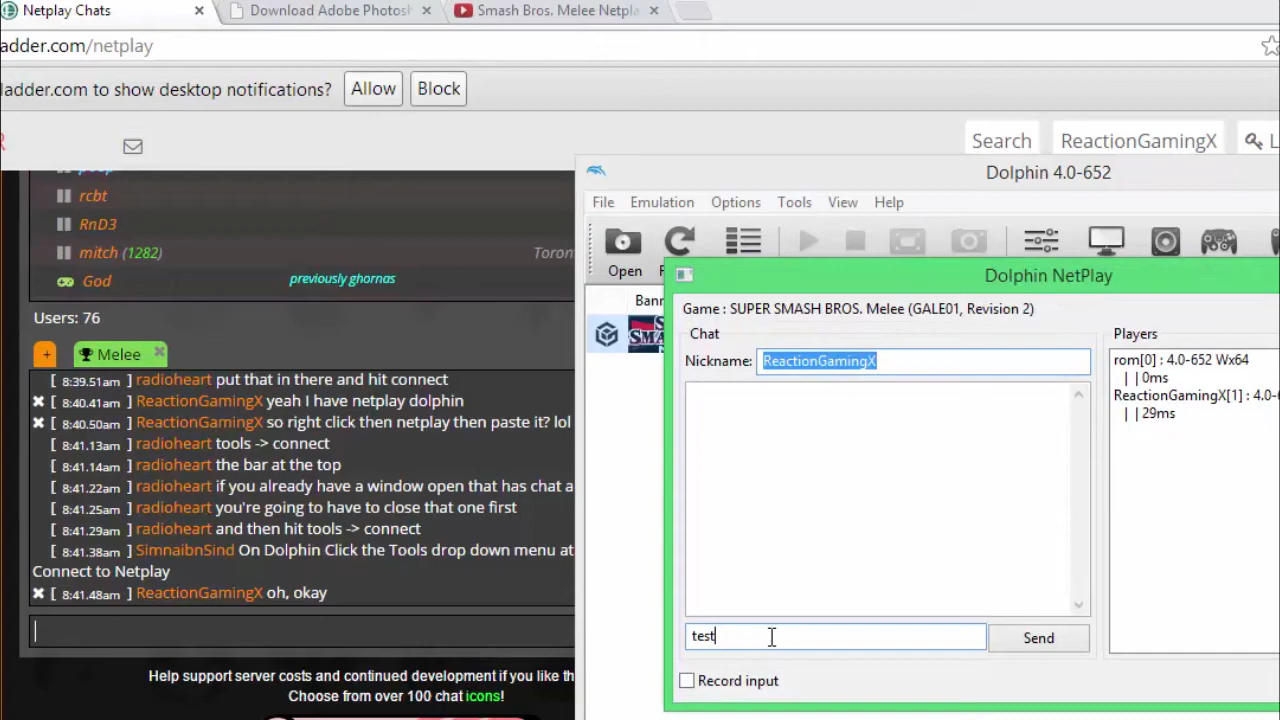 Netplay Chats
Download Adobe Photosh
Smash Bros. Melee Netpla
adder.com/netplay
ladder.com to show desktop notifications?
Allow
Block
Search
ReactionGamingX
rcbt
RnD3
mitch (1282)
Toron
God
previously ghornas
Users: 76
+
Melee
[ 8:39.51am ] radioheart put that in there and hit connect
[ 8:40.41am ] ReactionGamingX yeah I have netplay dolphin
[ 8:40.50am ] ReactionGamingX so right click then netplay then paste it? lol
[ 8:41.13am ] radioheart tools -> connect
[ 8:41.14am ] radioheart the bar at the top
[ 8:41.22am ] radioheart if you already have a window open that has chat a
[ 8:41.25am ] radioheart you're going to have to close that one first
[ 8:41.29am ] radioheart and then hit tools -> connect
[ 8:41.38am ] SimnaibnSind On Dolphin Click the Tools drop down menu at
Connect to Netplay
[ 8:41.48am ] ReactionGamingX oh, okay
Help support server costs and continued development if you like th
Choose from over 100 chat icons!
Dolphin 4.0-652
File
Emulation
Options
Tools
View
Help
Open
Bann
Dolphin NetPlay
Game : SUPER SMASH BROS. Melee (GALE01, Revision 2)
Chat
Nickname:
ReactionGamingX
test
Send
Record input
Players
rom[0] : 4.0-652 Wx64
| | 0ms
ReactionGamingX[1] : 4.0-6
| | 29ms